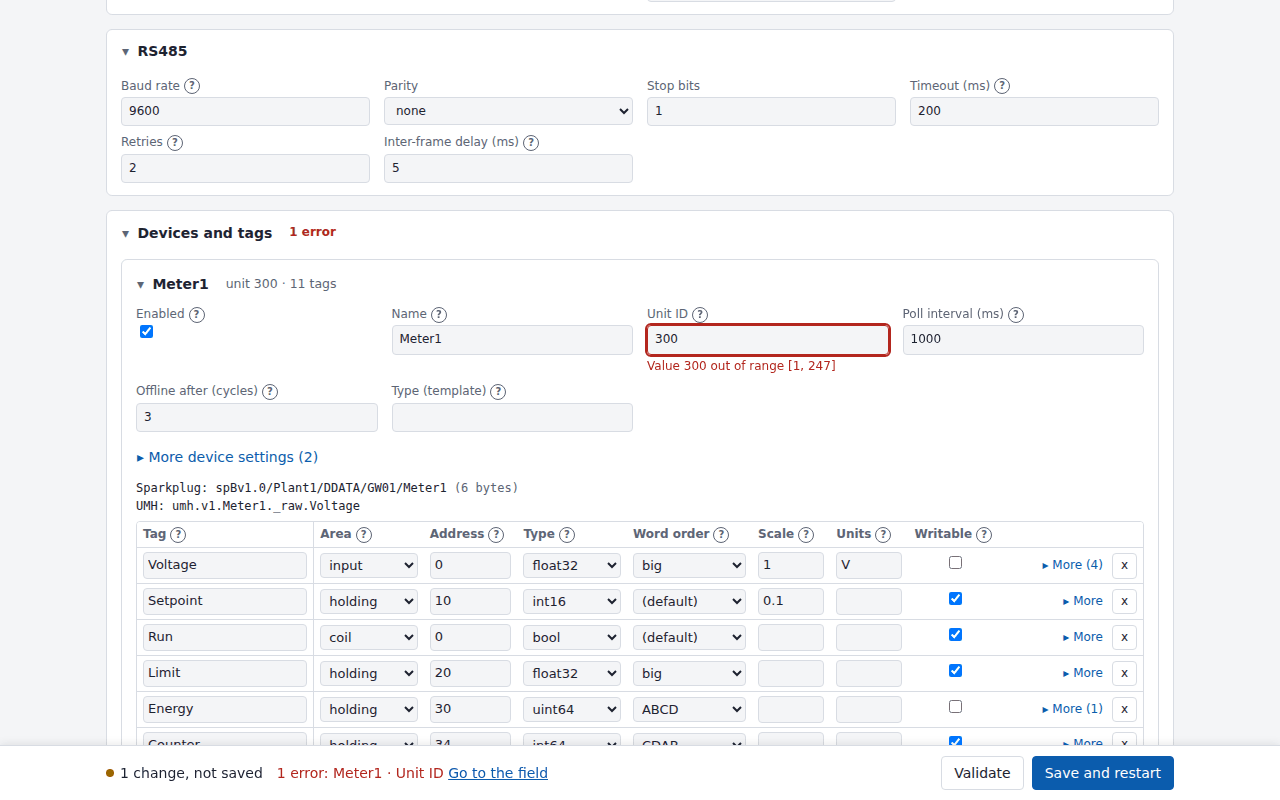 ▾ RS485
Baud rate ? Parity Stop bits Timeout (ms) ?
9600 none 1 200
Retries ? Inter-frame delay (ms) ?
2 5
▾ Devices and tags 1 error
▾ Meter1 unit 300 · 11 tags
Enabled ? Name ? Unit ID ? Poll interval (ms) ?
Meter1 300 1000
Value 300 out of range [1, 247]
Offline after (cycles) ? Type (template) ?
3
▸ More device settings (2)
Sparkplug: spBv1.0/Plant1/DDATA/GW01/Meter1 (6 bytes)
UMH: umh.v1.Meter1._raw.Voltage
Tag ? Area ? Address ? Type ? Word order ? Scale ? Units ? Writable ?
Voltage input 0 float32 big 1 V ▸ More (4) x
Setpoint holding 10 int16 (default) 0.1 ▸ More x
Run coil 0 bool (default) ▸ More x
Limit holding 20 float32 big ▸ More x
Energy holding 30 uint64 ABCD ▸ More (1) x
Counter holding 34 int64 CDAB ▸ More x
1 change, not saved 1 error: Meter1 · Unit ID Go to the field Validate Save and restart